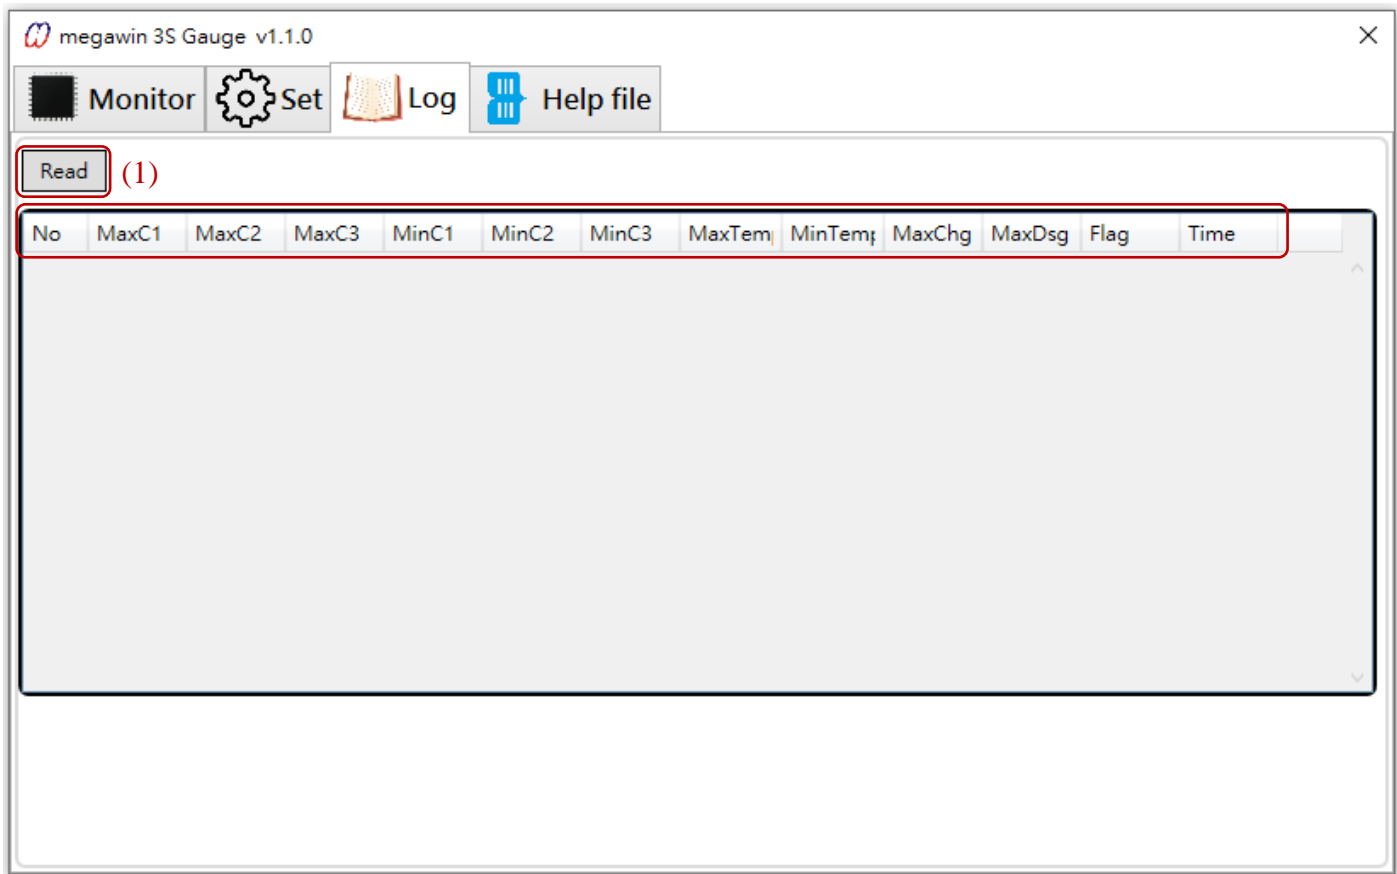 megawin 3S Gauge v1.1.0
Monitor Set Log Help file
Read (1)
No MaxC1 MaxC2 MaxC3 MinC1 MinC2 MinC3 MaxTem MinTemp MaxChg MaxDsg Flag Time